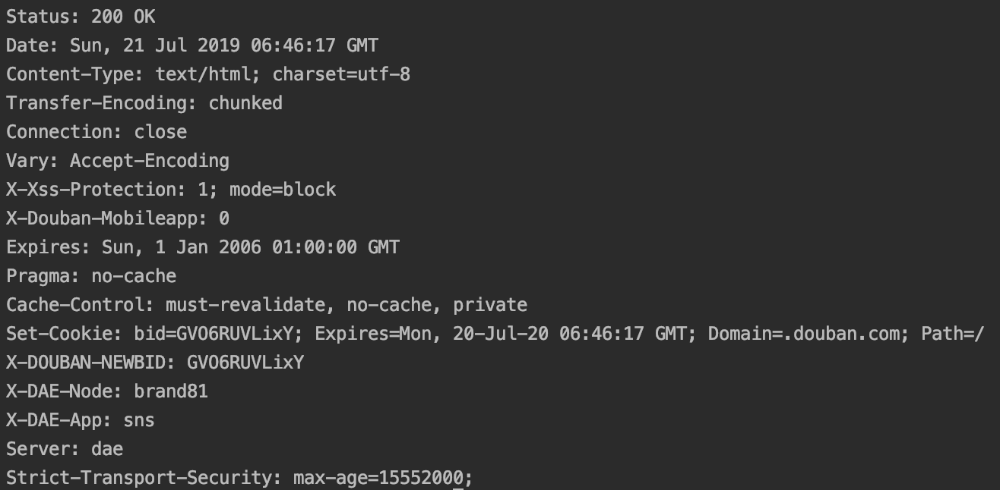 Status: 200 OK
Date: Sun, 21 Jul 2019 06:46:17 GMT
Content-Type: text/html; charset=utf-8
Transfer-Encoding: chunked
Connection: close
Vary: Accept-Encoding
X-Xss-Protection: 1; mode=block
X-Douban-Mobileapp: 0
Expires: Sun, 1 Jan 2006 01:00:00 GMT
Pragma: no-cache
Cache-Control: must-revalidate, no-cache, private
Set-Cookie: bid=GVO6RUVLixY; Expires=Mon, 20-Jul-20 06:46:17 GMT; Domain=.douban.com; Path=/
X-DOUBAN-NEWBID: GVO6RUVLixY
X-DAE-Node: brand81
X-DAE-App: sns
Server: dae
Strict-Transport-Security: max-age=15552000;